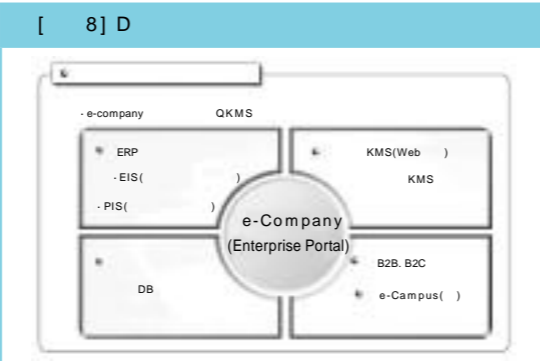 [ 8] D
· e-company QKMS
ERP
· EIS( )
· PIS( )
KMS(Web )
KMS
e-Company
(Enterprise Portal)
DB
B2B. B2C
e-Campus( )